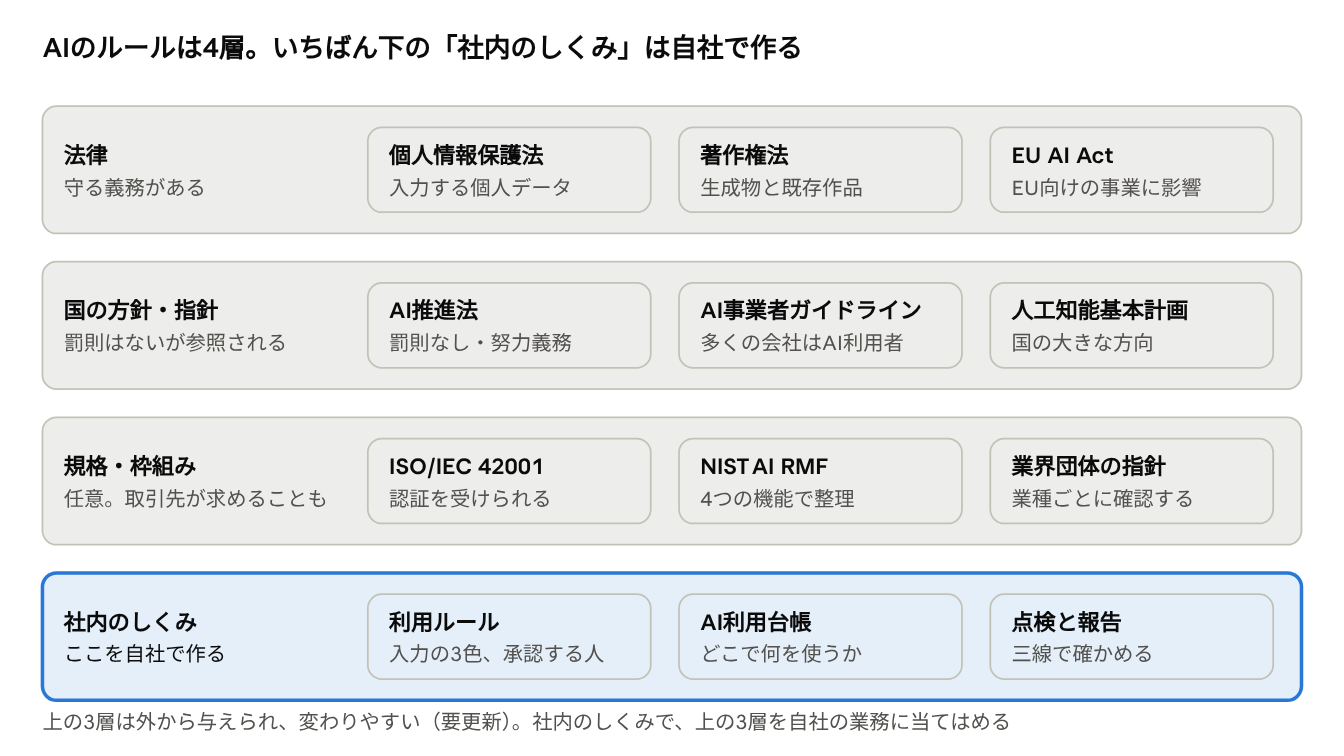 AIのルールは4層。いちばん下の「社内のしくみ」は自社で作る
法律
守る義務がある
個人情報保護法
入力する個人データ
著作権法
生成物と既存作品
EU AI Act
EU向けの事業に影響
国の方針・指針
罰則はないが参照される
AI推進法
罰則なし・努力義務
AI事業者ガイドライン
多くの会社はAI利用者
人工知能基本計画
国の大きな方向
規格・枠組み
任意。取引先が求めることも
ISO/IEC 42001
認証を受けられる
NIST AI RMF
4つの機能で整理
業界団体の指針
業種ごとに確認する
社内のしくみ
ここを自社で作る
利用ルール
入力の3色、承認する人
AI利用台帳
どこで何を使うか
点検と報告
三線で確かめる
上の3層は外から与えられ、変わりやすい（要更新）。社内のしくみで、上の3層を自社の業務に当てはめる